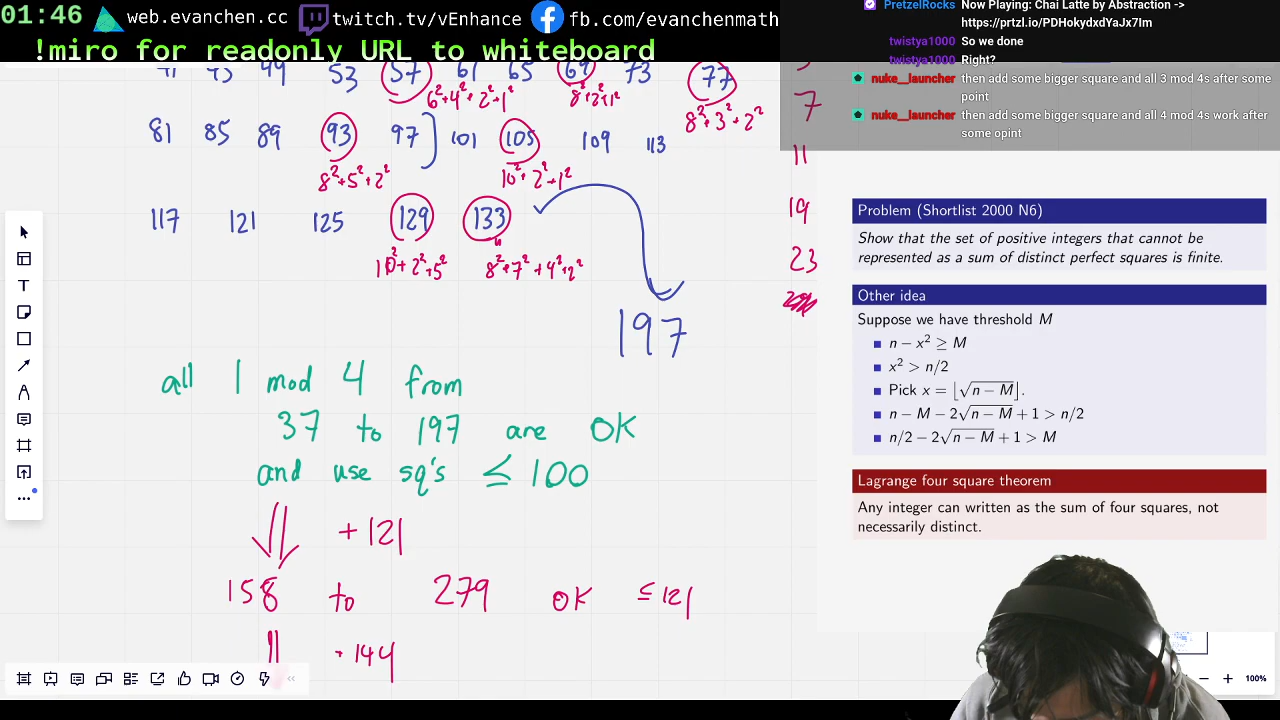 01:46 web.evanchen.cc twitch.tv/vEnhance fb.com/evanchenmath
!miro for readonly URL to whiteboard
PretzelRocks Now Playing: Chai Latte by Abstraction ->
https://prtzl.io/PDHokydxdYaJx7Im
twistya1000 So we done
twistya1000 Right?
nuke__launcher then add some bigger square and all 3 mod 4s after some
point
nuke__launcher then add some bigger square and all 4 mod 4s work after
some opint
49 53 57 61 65 69 73 77
6²+4²+2²+1² 8²+2²+1² 8²+3²+2²
81 85 89 93 97 ] 101 105 109 113
8²+5²+2² 10²+2²+1²
117 121 125 129 133
10²+2²+5² 8²+7²+4²+2²
197
7
11
19
23
all 1 mod 4 from
37 to 197 are OK
and use sq's ≤ 100
+121
158 to 279 OK ≤121
+144
Problem (Shortlist 2000 N6)
Show that the set of positive integers that cannot be
represented as a sum of distinct perfect squares is finite.
Other idea
Suppose we have threshold M
n − x² ≥ M
x² > n/2
Pick x = ⌊√(n − M)⌋.
n − M − 2√(n − M) + 1 > n/2
n/2 − 2√(n − M) + 1 > M
Lagrange four square theorem
Any integer can written as the sum of four squares, not
necessarily distinct.
100%